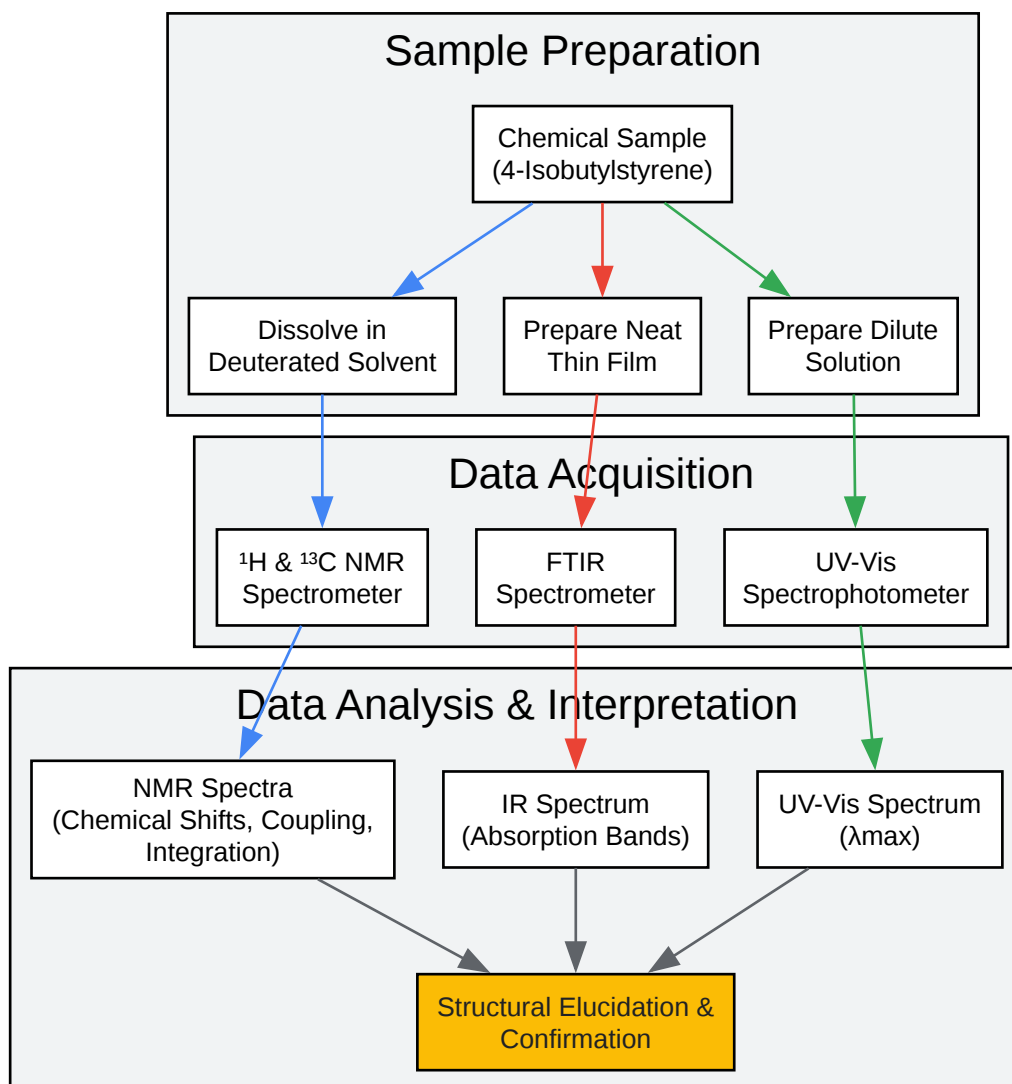 Sample Preparation
Chemical Sample
(4-Isobutylstyrene)
Dissolve in
Deuterated Solvent
Prepare Neat
Thin Film
Prepare Dilute
Solution
Data Acquisition
¹H & ¹³C NMR
Spectrometer
FTIR
Spectrometer
UV-Vis
Spectrophotometer
Data Analysis & Interpretation
NMR Spectra
(Chemical Shifts, Coupling,
Integration)
IR Spectrum
(Absorption Bands)
UV-Vis Spectrum
(λmax)
Structural Elucidation &
Confirmation